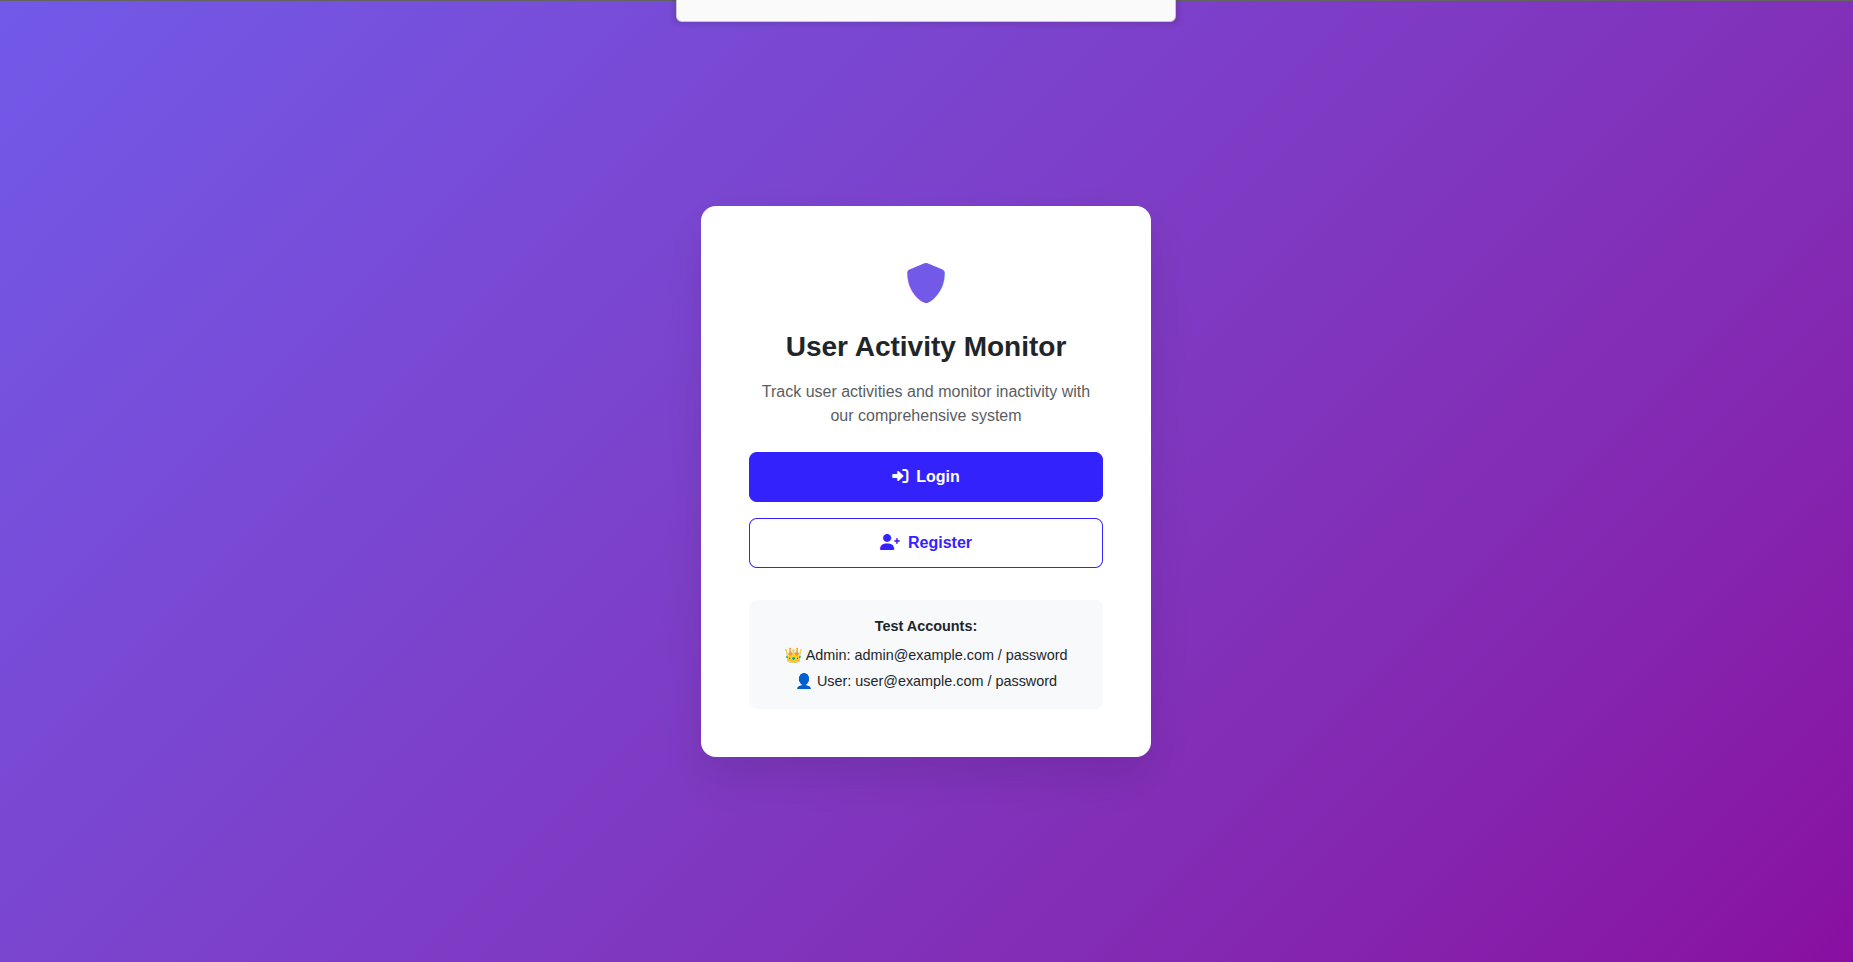 User Activity Monitor
Track user activities and monitor inactivity with
our comprehensive system
Login
Register
Test Accounts:
👑 Admin: admin@example.com / password
👤 User: user@example.com / password